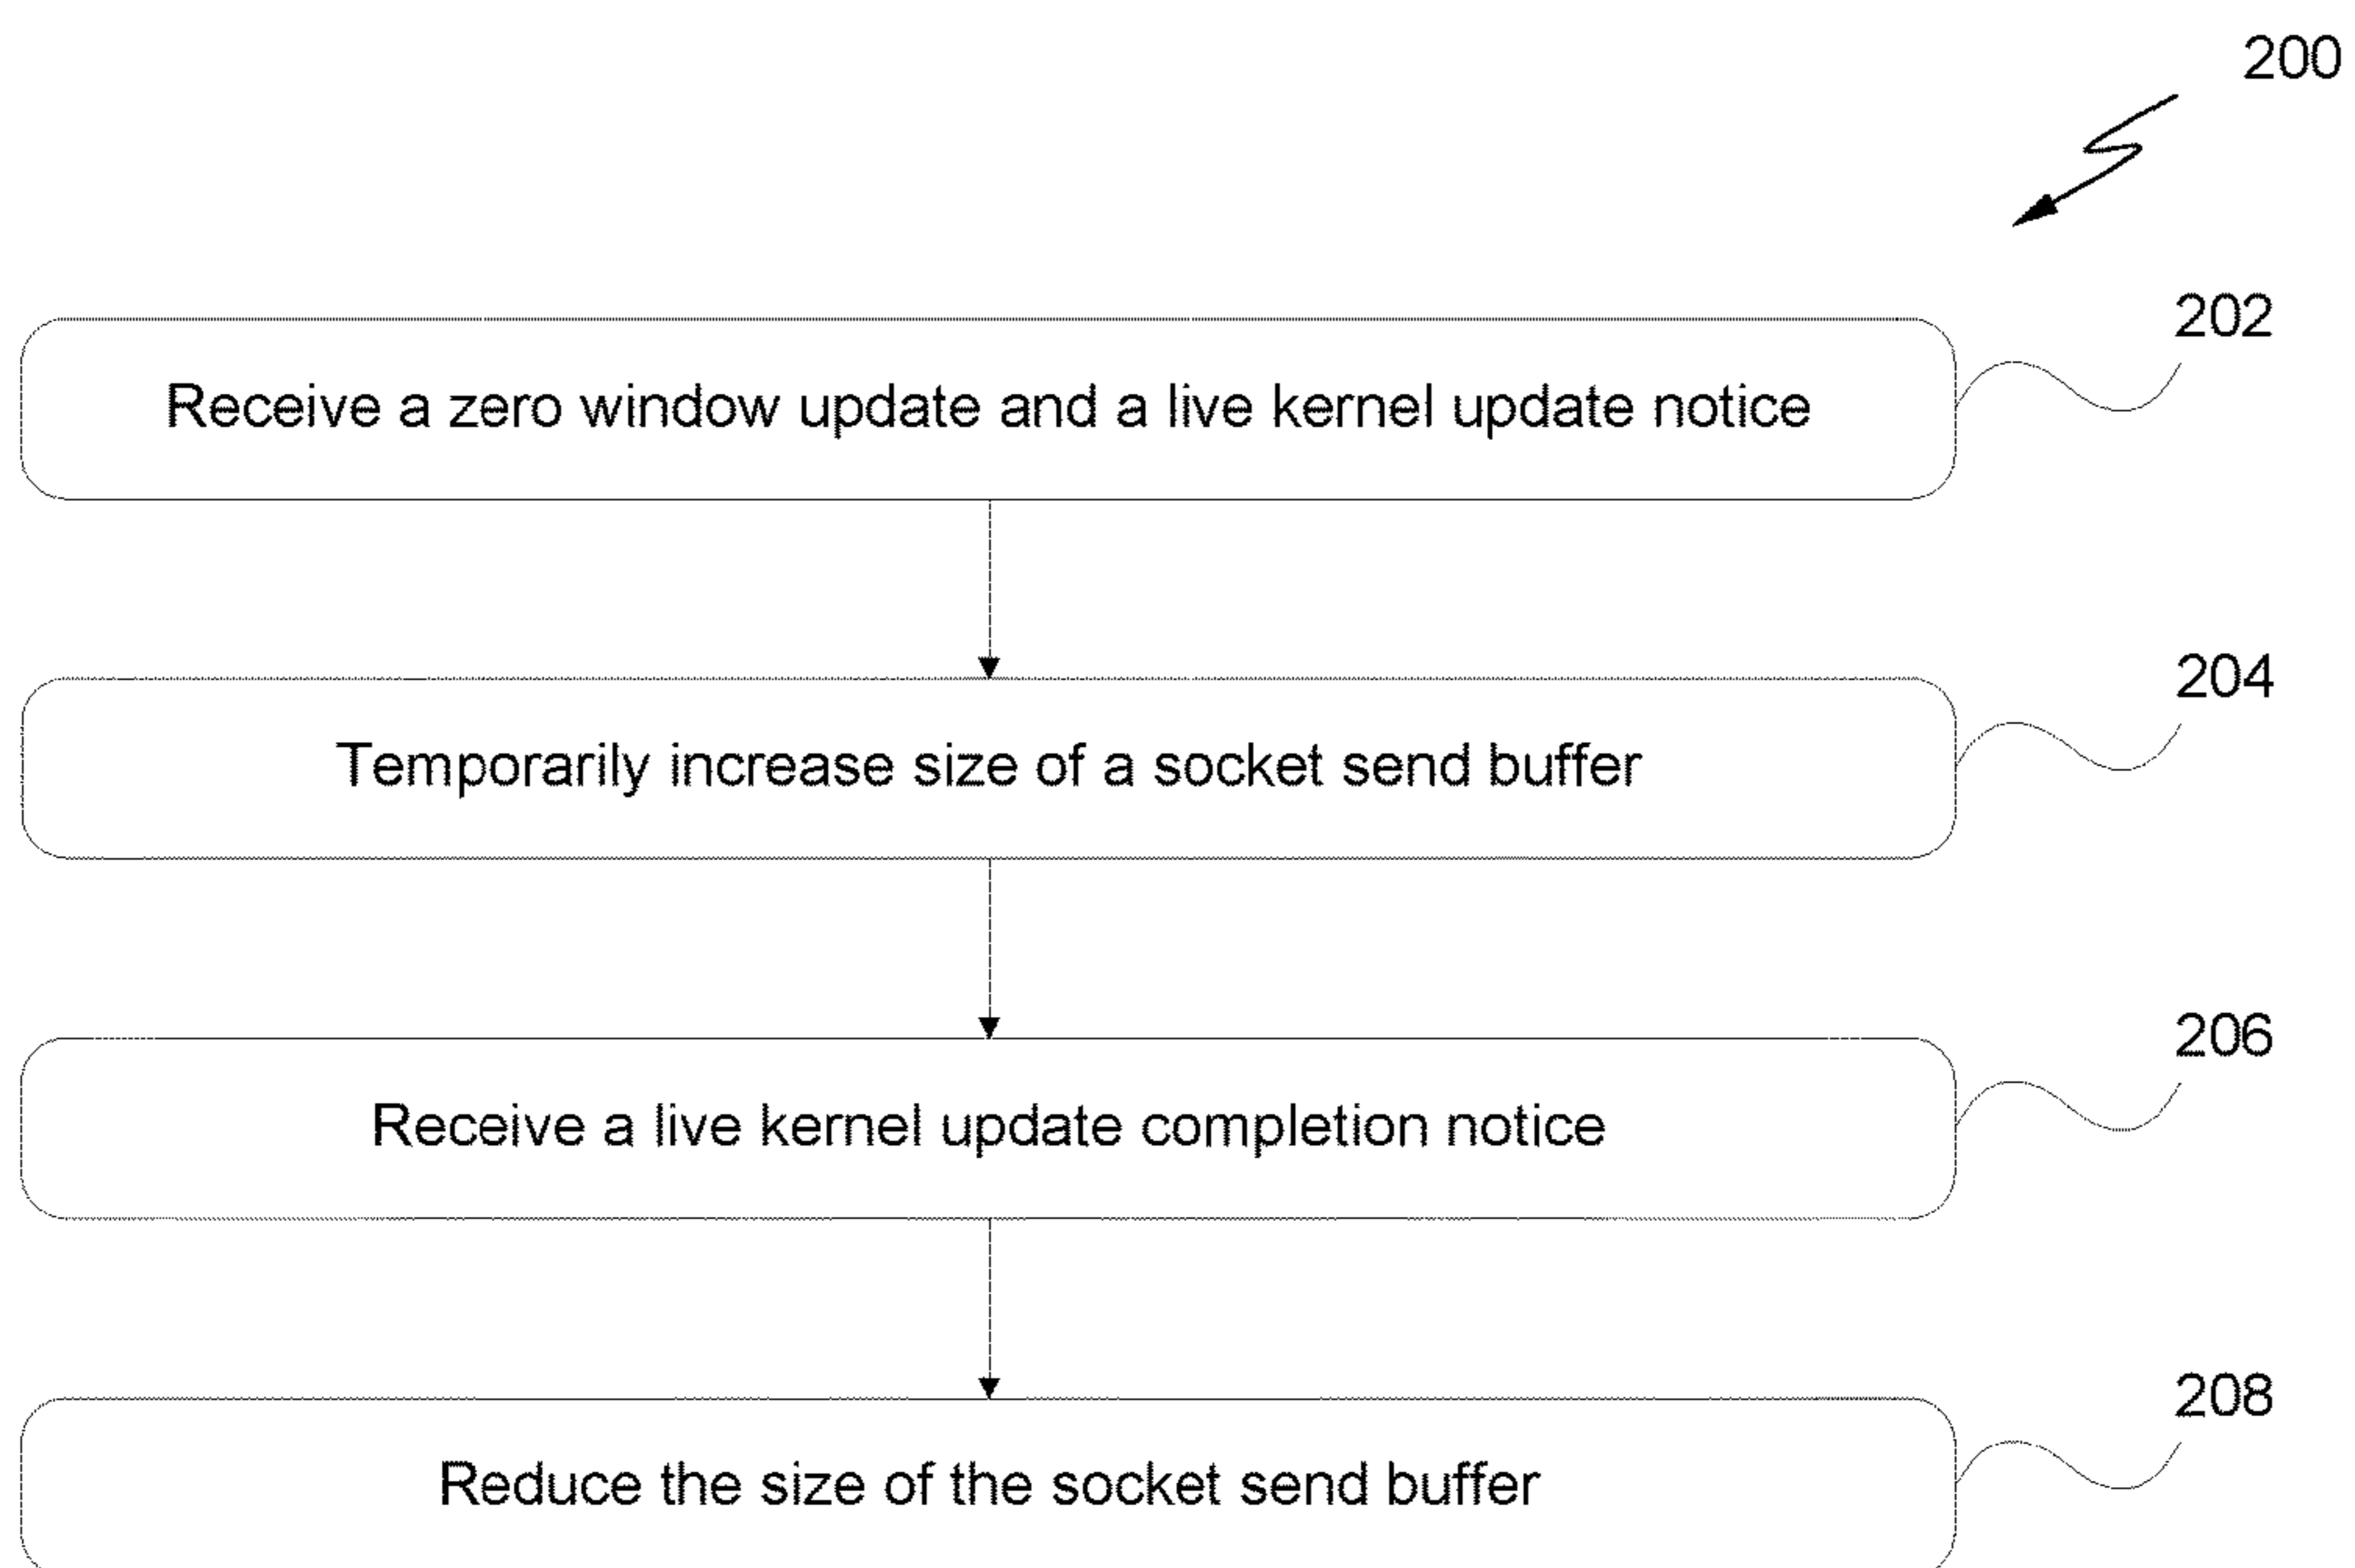 200
202
Receive a zero window update and a live kernel update notice
204
Temporarily increase size of a socket send buffer
206
Receive a live kernel update completion notice
208
Reduce the size of the socket send buffer